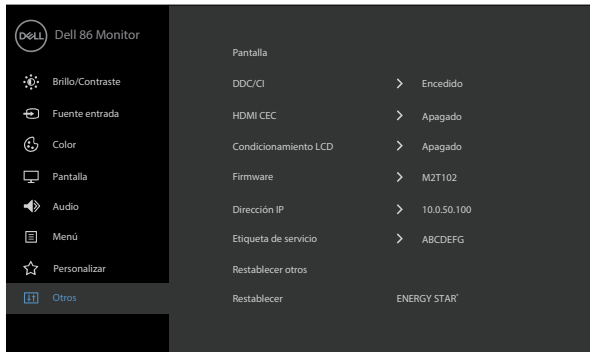 DELL
Dell 86 Monitor
Brillo/Contraste
Fuente entrada
Color
Pantalla
Audio
Menú
Personalizar
Otros
Pantalla
DDC/CI > Encedido
HDMI CEC > Apagado
Condicionamiento LCD > Apagado
Firmware > M2T102
Dirección IP > 10.0.50.100
Etiqueta de servicio > ABCDEFG
Restablecer otros
Restablecer ENERGY STAR®